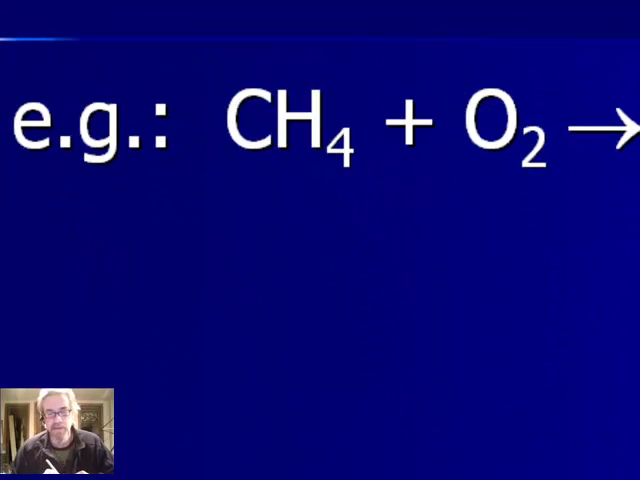 e.g.: CH₄ + O₂ →